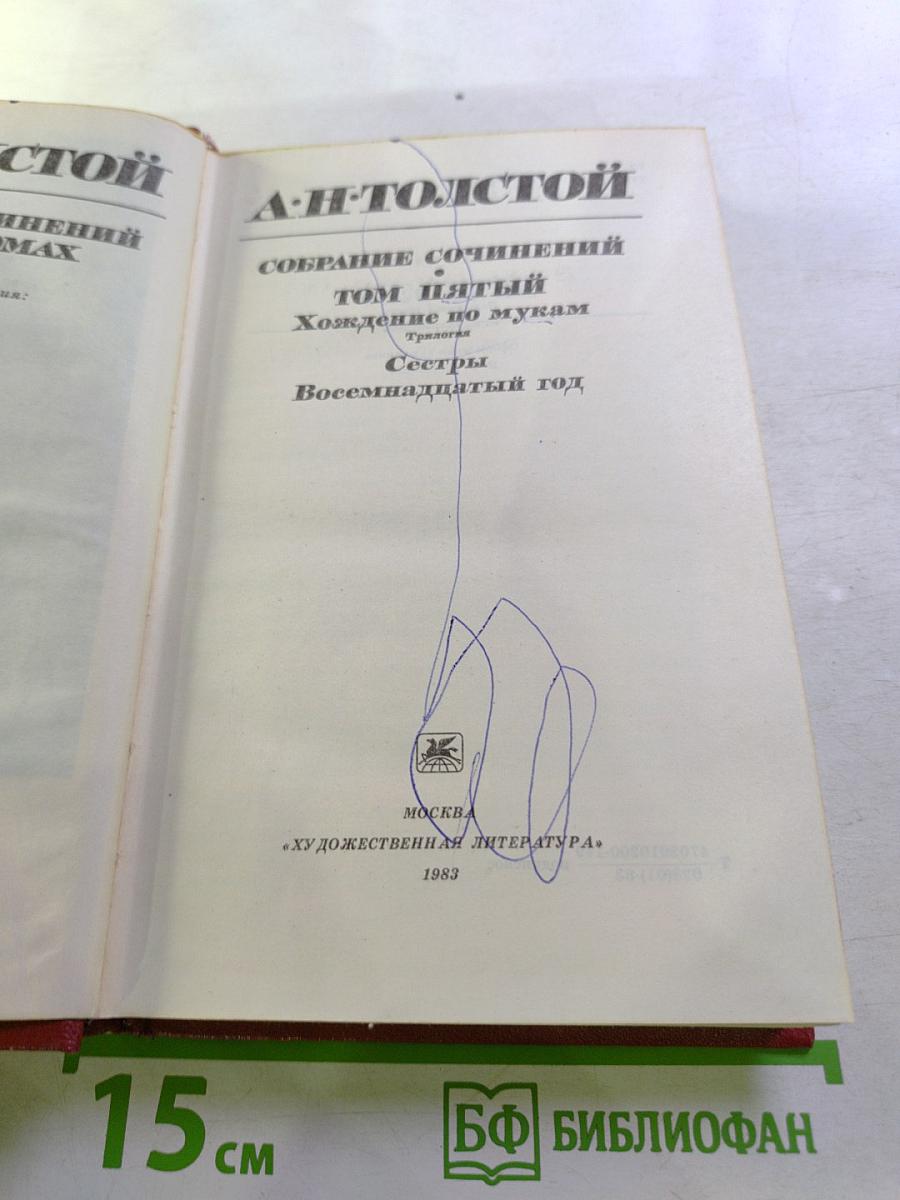 СТОЙ
ИНЕНИЙ
ОМАХ
ия:
А·Н·ТОЛСТОЙ
СОБРАНИЕ СОЧИНЕНИЙ
ТОМ ПЯТЫЙ
Хождение по мукам
Трилогия
Сестры
Восемнадцатый год
МОСКВА
«ХУДОЖЕСТВЕННАЯ ЛИТЕРАТУРА»
1983
15 см
БФ БИБЛИОФАН